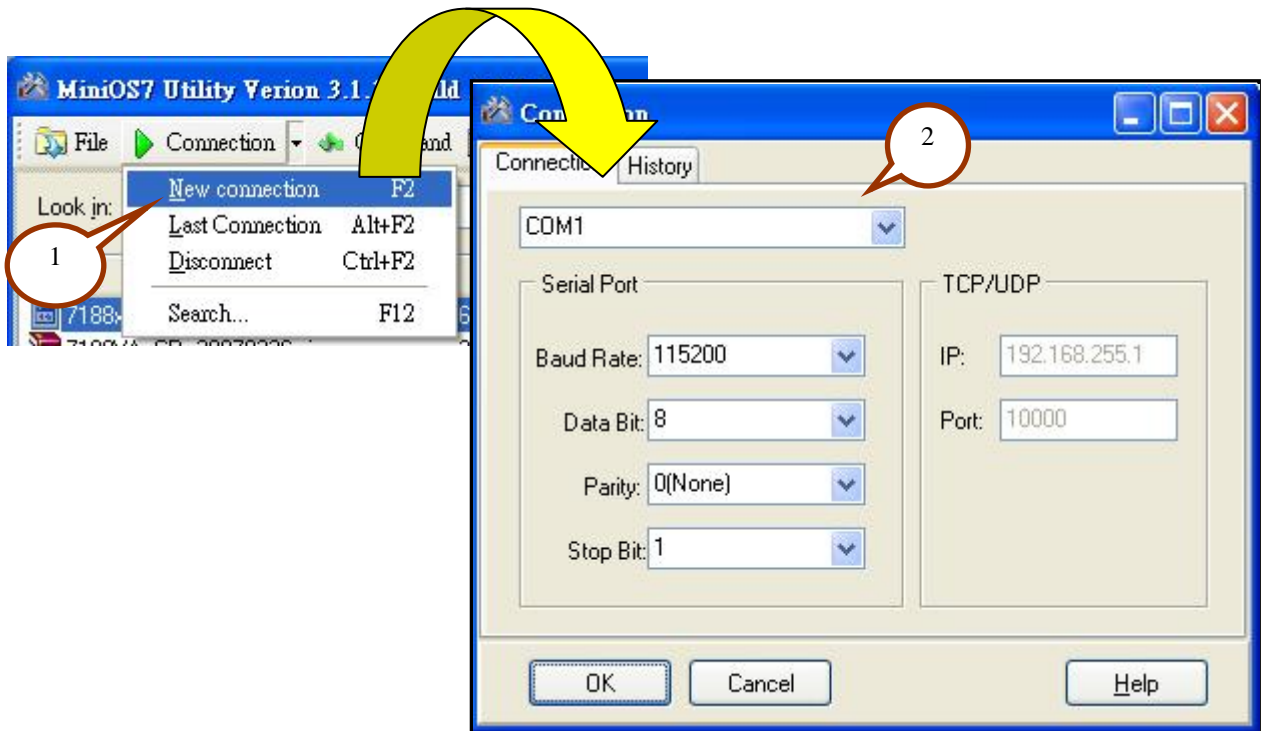 MiniOS7 Utility Verion 3.1.
File Connection
Look in:
New connection F2
Last Connection Alt+F2
Disconnect Ctrl+F2
Search... F12
1
2
Connection History
COM1
Serial Port
Baud Rate: 115200
Data Bit: 8
Parity: 0(None)
Stop Bit: 1
TCP/UDP
IP: 192.168.255.1
Port: 10000
OK Cancel Help